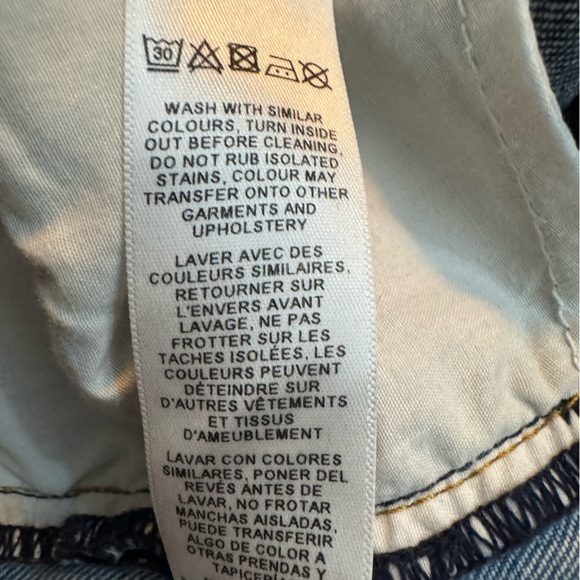 30
WASH WITH SIMILAR
COLOURS, TURN INSIDE
OUT BEFORE CLEANING,
DO NOT RUB ISOLATED
STAINS, COLOUR MAY
TRANSFER ONTO OTHER
GARMENTS AND
UPHOLSTERY
LAVER AVEC DES
COULEURS SIMILAIRES,
RETOURNER SUR
L'ENVERS AVANT
LAVAGE, NE PAS
FROTTER SUR LES
TACHES ISOLÉES, LES
COULEURS PEUVENT
DÉTEINDRE SUR
D'AUTRES VÊTEMENTS
ET TISSUS
D'AMEUBLEMENT
LAVAR CON COLORES
SIMILARES, PONER DEL
REVÉS ANTES DE
LAVAR, NO FROTAR
MANCHAS AISLADAS,
PUEDE TRANSFERIR
ALGO DE COLOR A
OTRAS PRENDAS Y
TAPICERÍA